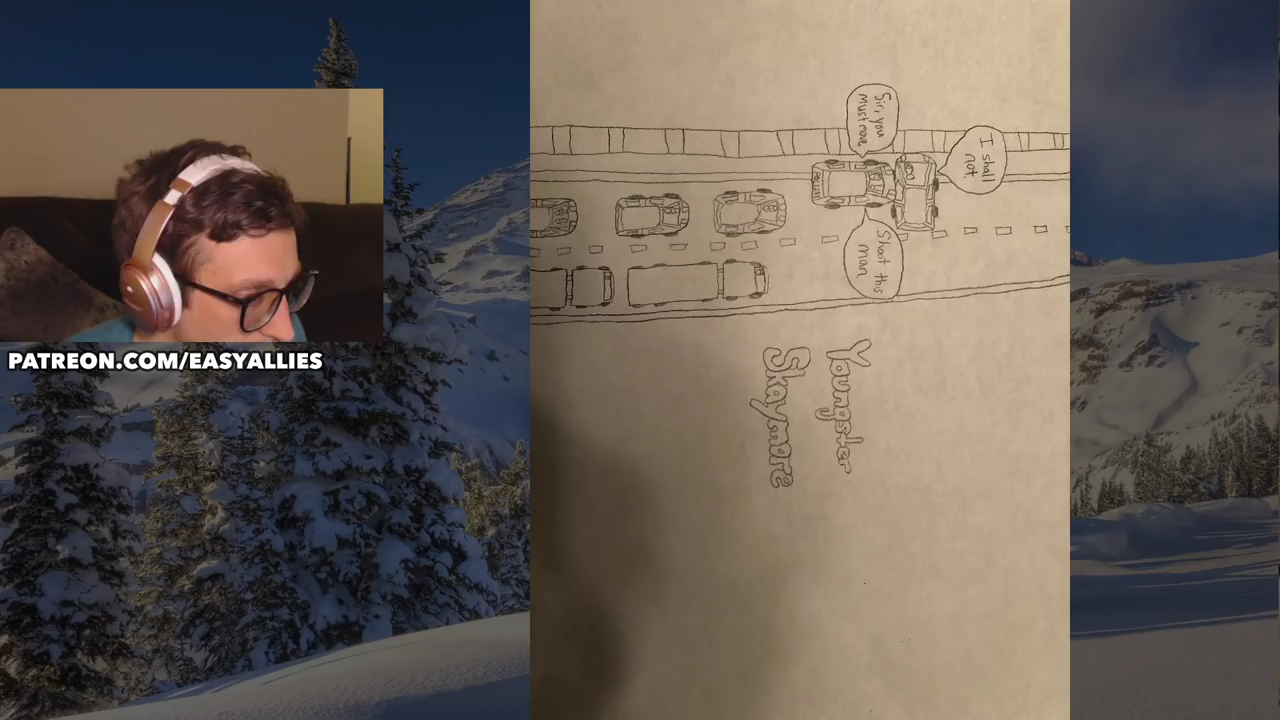 PATREON.COM/EASYALLIES
Sir, you
must move
I shall
not
Shoot this
man
Youngster
Skaymore